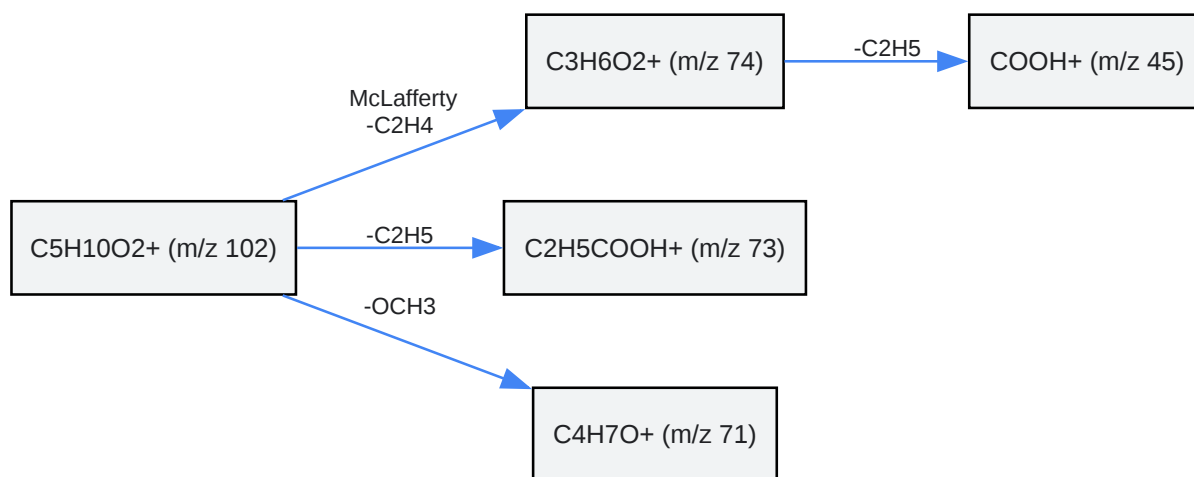 C3H6O2+ (m/z 74)
-C2H5
COOH+ (m/z 45)
McLafferty
-C2H4
C5H10O2+ (m/z 102)
-C2H5
C2H5COOH+ (m/z 73)
-OCH3
C4H7O+ (m/z 71)